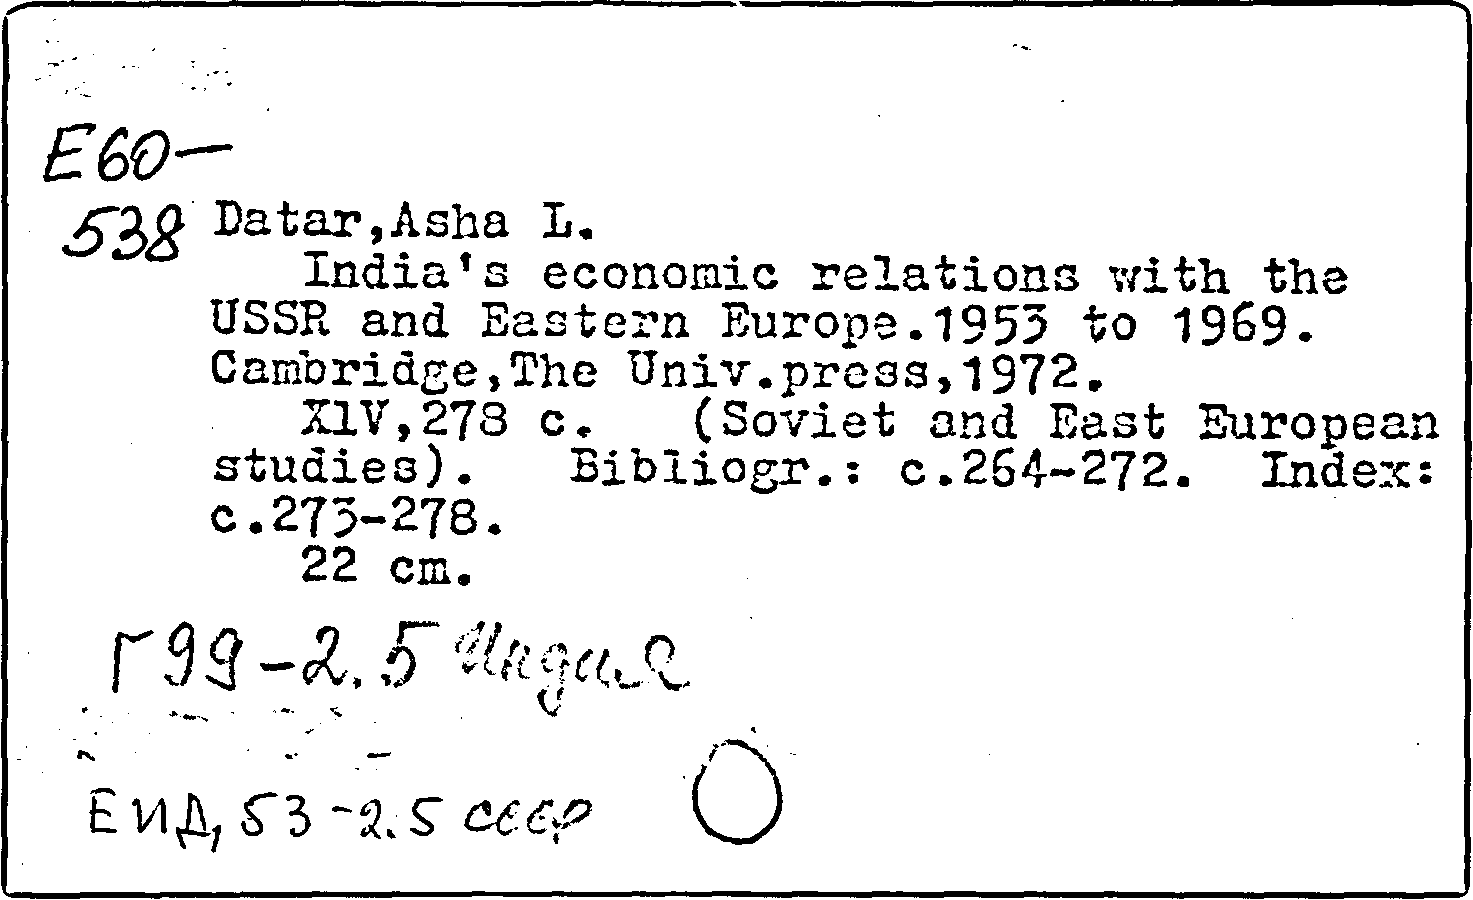 E60—
538 Datar,Asha L.
India's economic relations with the
USSR and Eastern Europe.1953 to 1969.
Cambridge,The Univ.press,1972.
X1V,278 c. (Soviet and East European
studies). Bibliogr.: c.264-272. Index:
c.273-278.
22 cm.
Г99-2.5 Индия
ЕИД,53-2.5 СССР